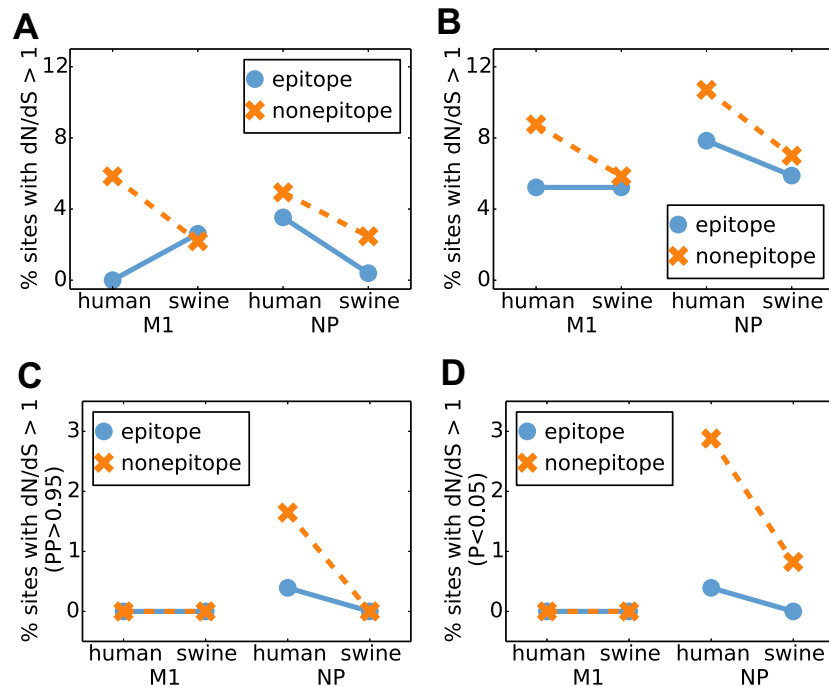 A
% sites with dN/dS > 1
12
8
4
0
epitope
nonepitope
human swine human swine
M1 NP
B
% sites with dN/dS > 1
12
8
4
0
epitope
nonepitope
human swine human swine
M1 NP
C
% sites with dN/dS > 1
(PP>0.95)
3
2
1
0
epitope
nonepitope
human swine human swine
M1 NP
D
% sites with dN/dS > 1
(P<0.05)
3
2
1
0
epitope
nonepitope
human swine human swine
M1 NP